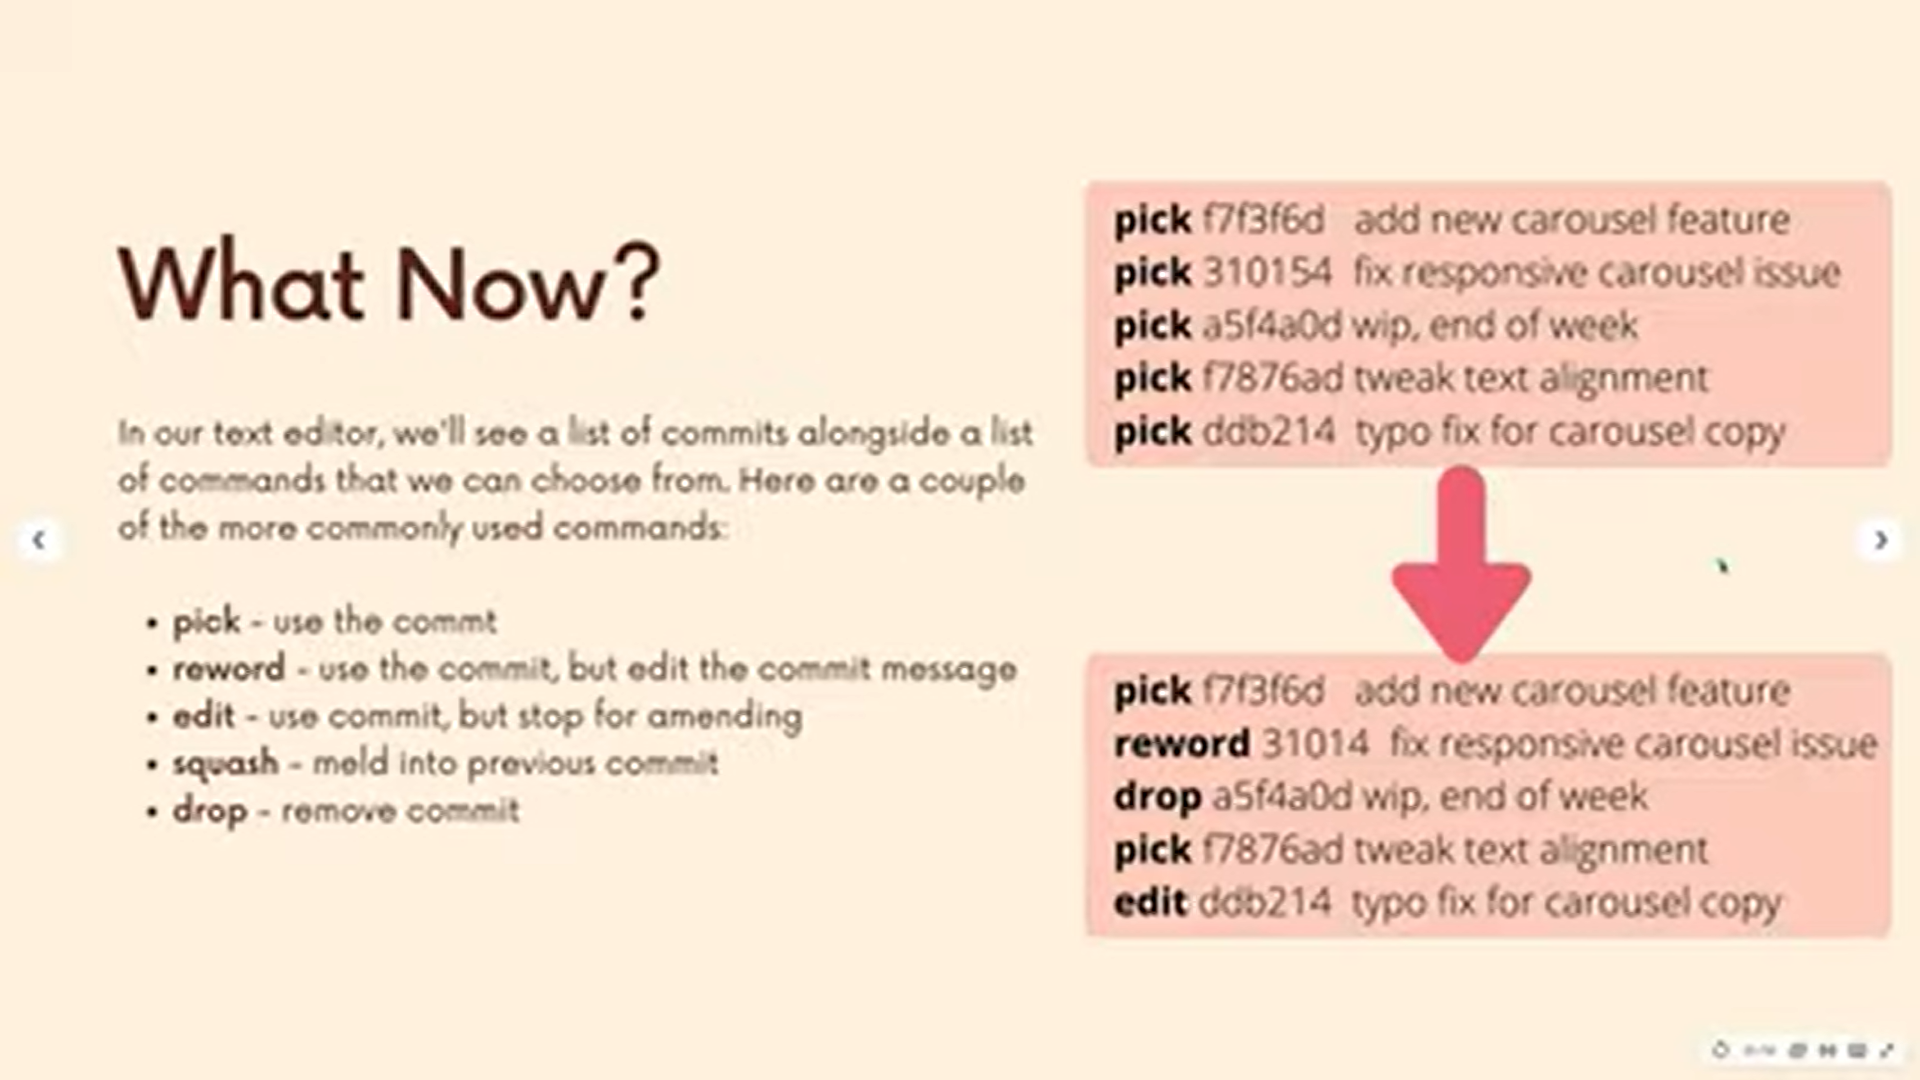 What Now?
In our text editor, we'll see a list of commits alongside a list
of commands that we can choose from. Here are a couple
of the more commonly used commands:
• pick - use the commt
• reword - use the commit, but edit the commit message
• edit - use commit, but stop for amending
• squash - meld into previous commit
• drop - remove commit
pick f7f3f6d add new carousel feature
pick 310154 fix responsive carousel issue
pick a5f4a0d wip, end of week
pick f7876ad tweak text alignment
pick ddb214 typo fix for carousel copy
pick f7f3f6d add new carousel feature
reword 31014 fix responsive carousel issue
drop a5f4a0d wip, end of week
pick f7876ad tweak text alignment
edit ddb214 typo fix for carousel copy